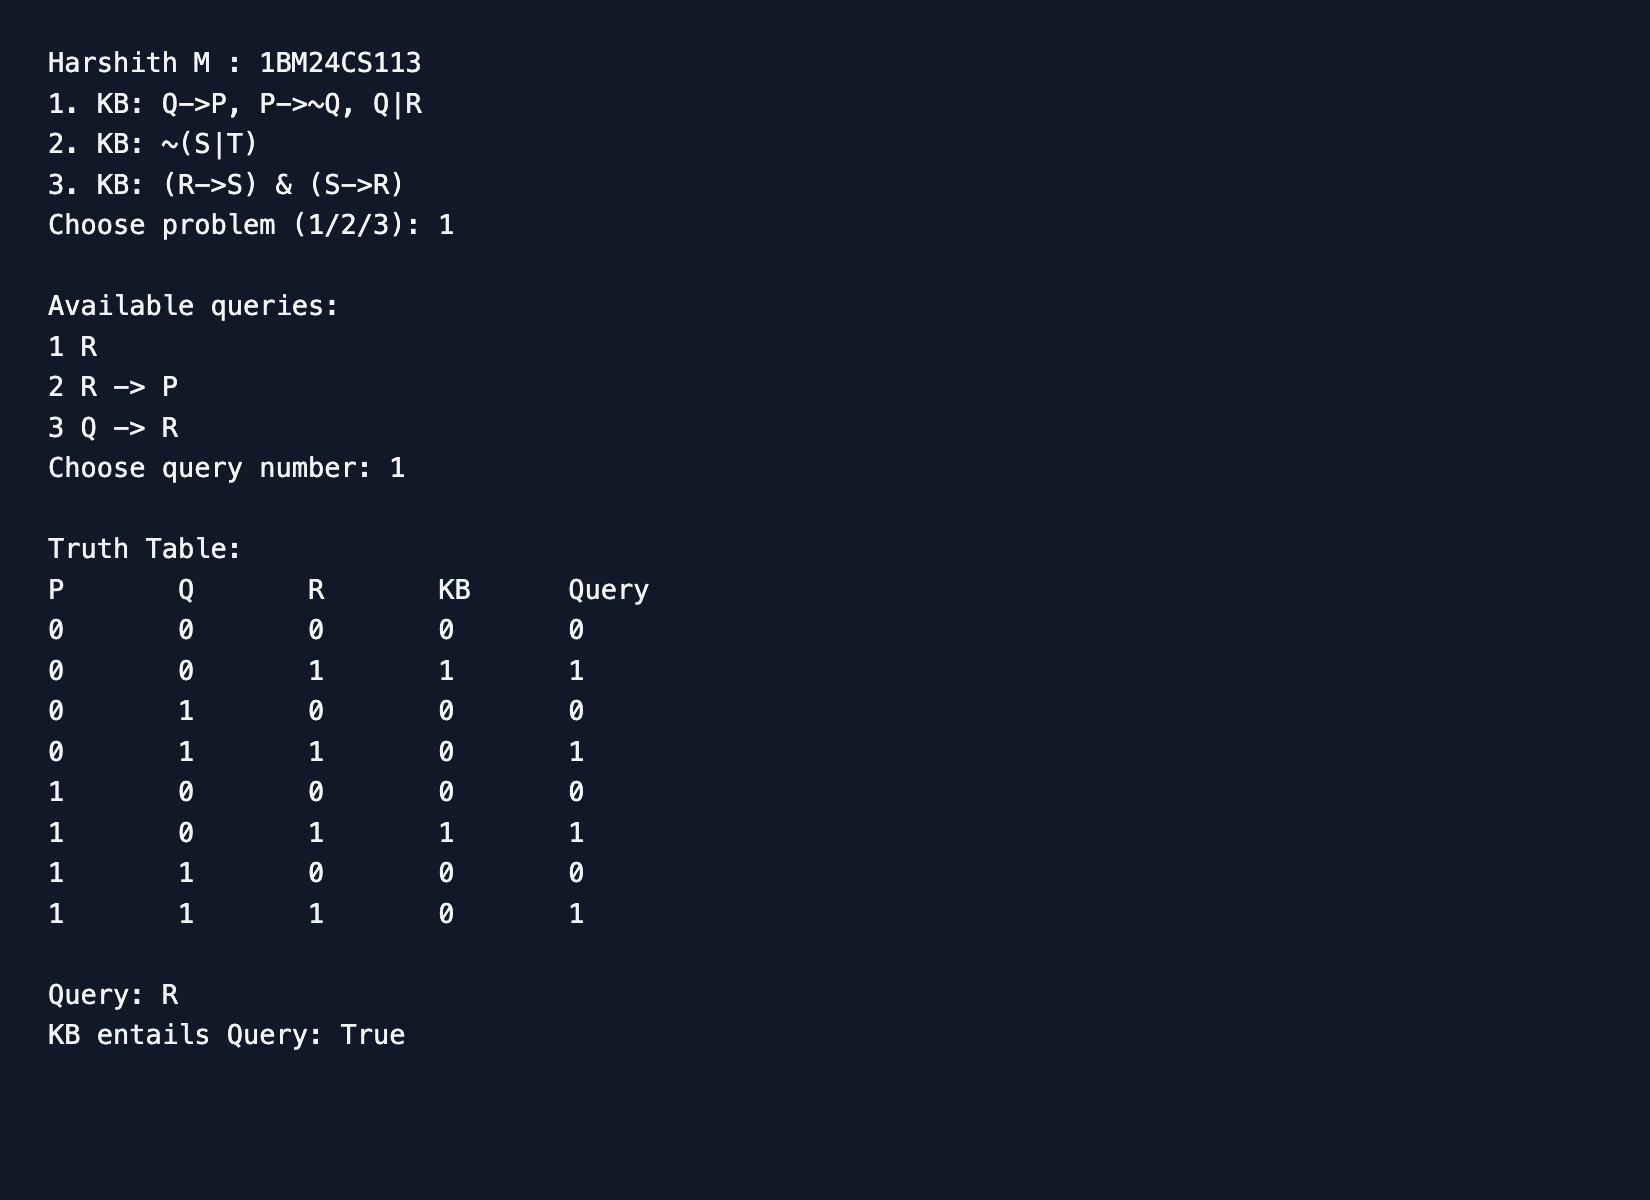 Harshith M : 1BM24CS113
1. KB: Q->P, P->~Q, Q|R
2. KB: ~(S|T)
3. KB: (R->S) & (S->R)
Choose problem (1/2/3): 1
Available queries:
1 R
2 R -> P
3 Q -> R
Choose query number: 1
Truth Table:
P Q R KB Query
0 0 0 0 0
0 0 1 1 1
0 1 0 0 0
0 1 1 0 1
1 0 0 0 0
1 0 1 1 1
1 1 0 0 0
1 1 1 0 1
Query: R
KB entails Query: True